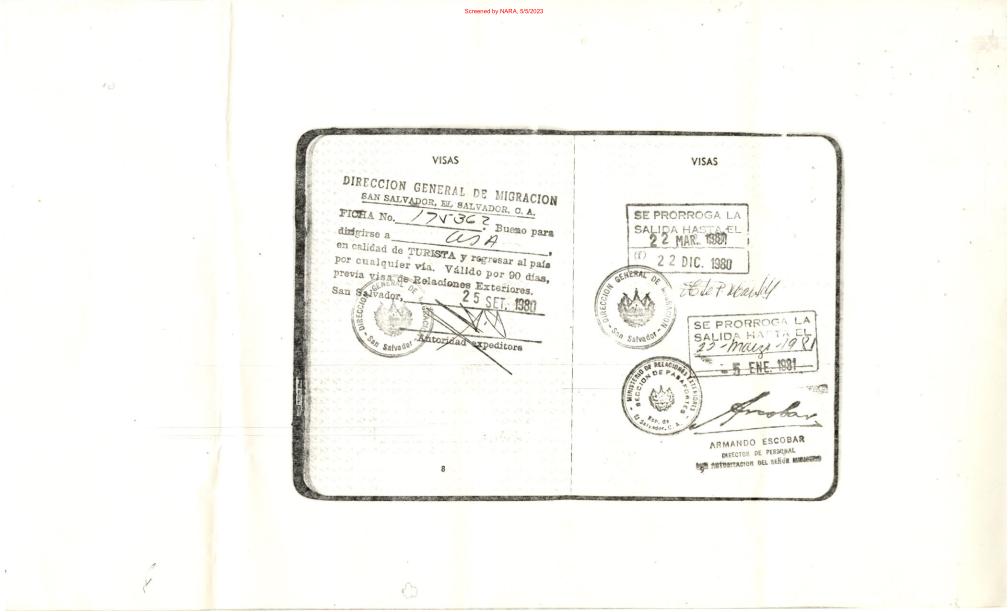 Screened by NARA, 5/5/2023
VISAS
DIRECCION GENERAL DE MIGRACION
SAN SALVADOR, EL SALVADOR, C. A.
FICHA No. Bueno para
dirigirse a USA,
en calidad de TURISTA y regresar al país
por cualquier vía. Válido por 90 días,
previa visa de Relaciones Exteriores.
San Salvador, 25 SET. 1980
DIRECCION GENERAL DE MIGRACION
- San Salvador -
Autoridad expeditora
8
VISAS
SE PRORROGA LA
SALIDA HASTA EL
22 MAR. 1981
22 DIC. 1980
DIRECCION GENERAL DE MIGRACION
- San Salvador -
SE PRORROGA LA
SALIDA HASTA EL
22-Marzo-1981
- 5 ENE. 1981
MINISTERIO DE RELACIONES EXTERIORES
SECCION DE PASAPORTES
Rep. de
El Salvador, C. A.
Escobar
ARMANDO ESCOBAR
DIRECTOR DE PERSONAL
POR AUTORIZACION DEL SEÑOR MINISTRO